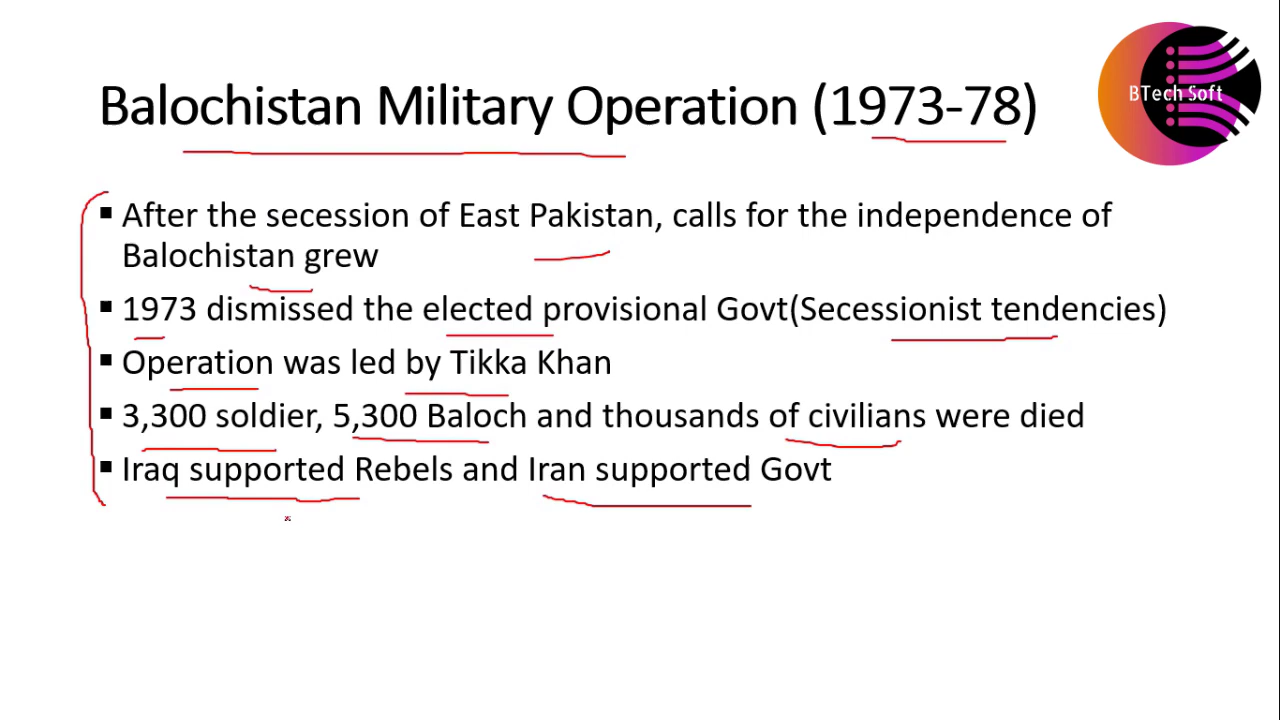 Balochistan Military Operation (1973-78)
BTech Soft
▪ After the secession of East Pakistan, calls for the independence of
Balochistan grew
▪ 1973 dismissed the elected provisional Govt(Secessionist tendencies)
▪ Operation was led by Tikka Khan
▪ 3,300 soldier, 5,300 Baloch and thousands of civilians were died
▪ Iraq supported Rebels and Iran supported Govt